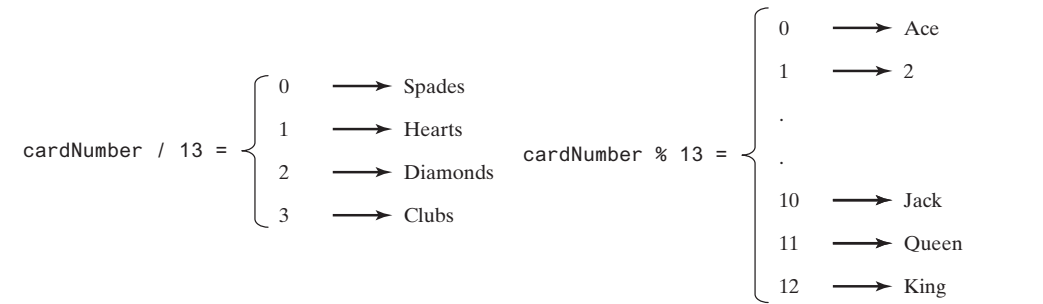 cardNumber / 13 =
0 Spades
1 Hearts
2 Diamonds
3 Clubs
cardNumber % 13 =
0 Ace
1 2
.
.
10 Jack
11 Queen
12 King